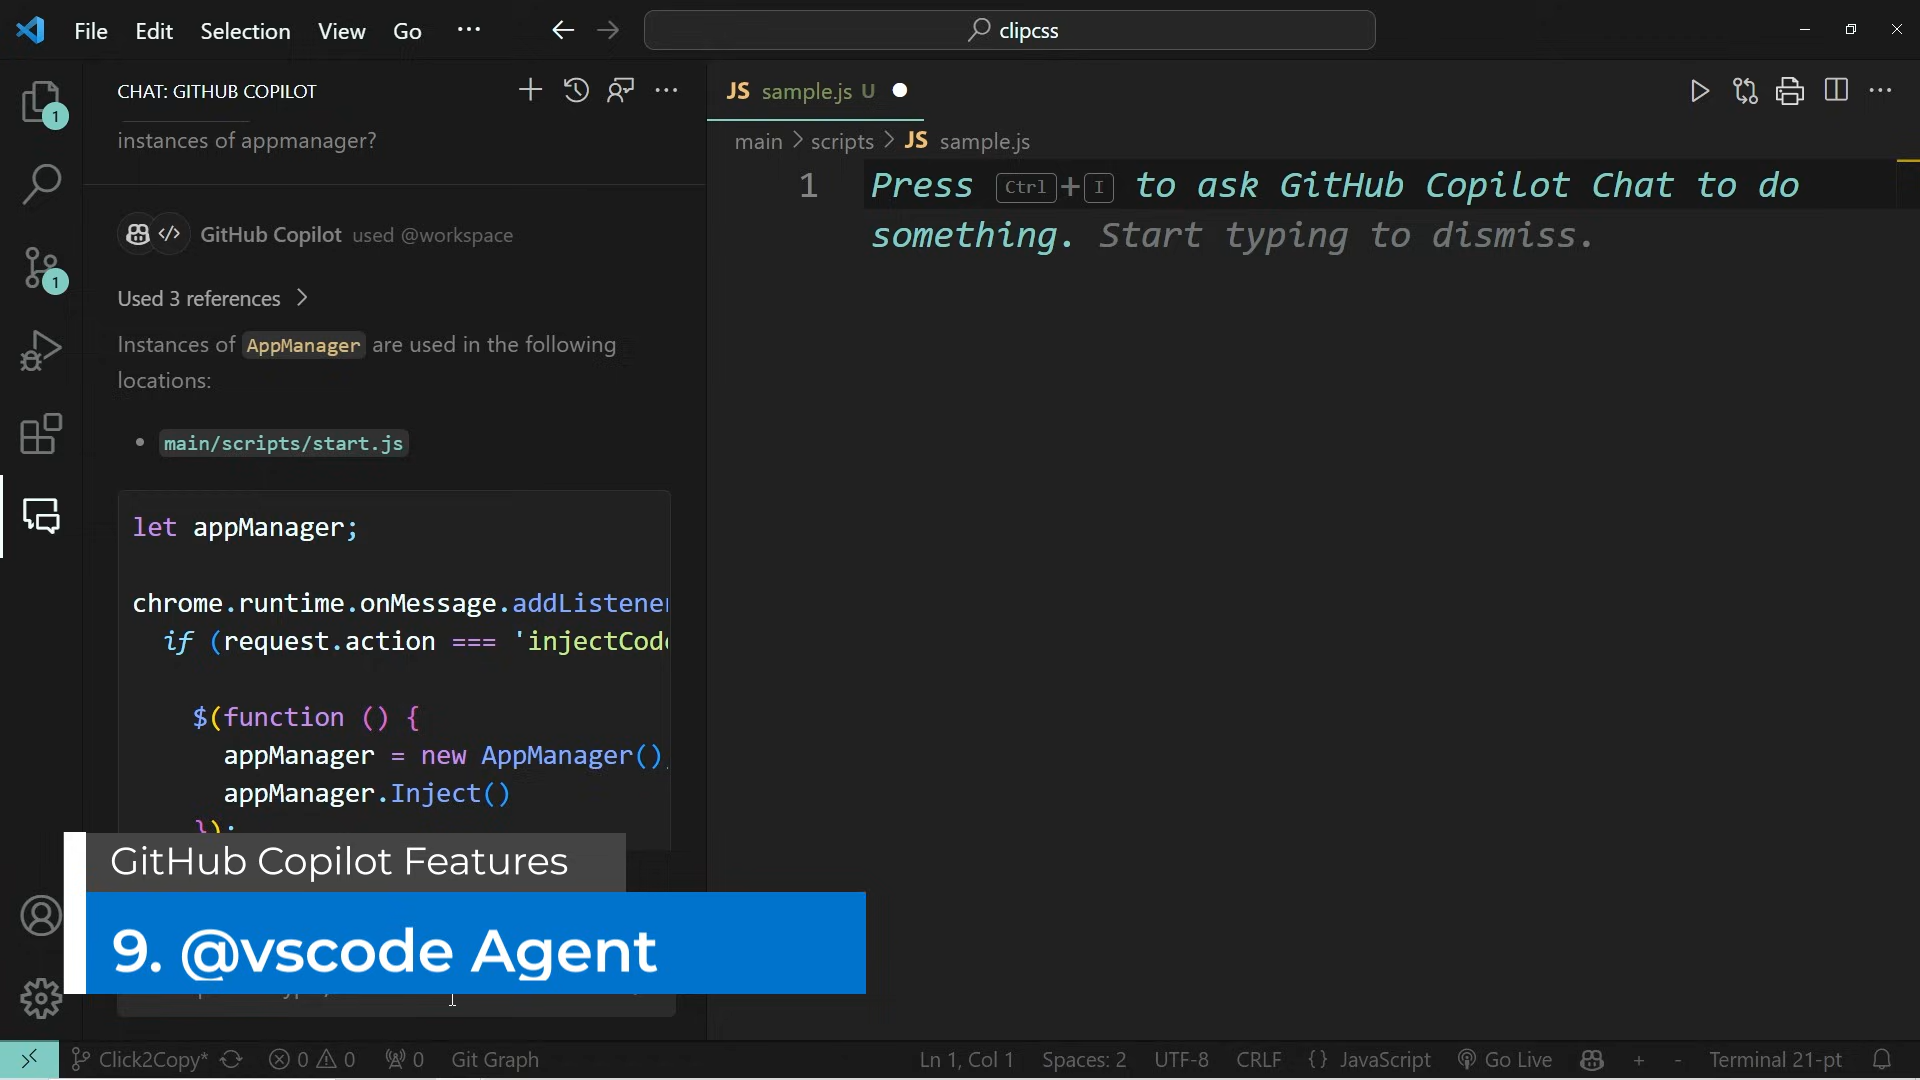 File Edit Selection View Go ...
clipcss
CHAT: GITHUB COPILOT
instances of appmanager?
GitHub Copilot used @workspace
Used 3 references
Instances of AppManager are used in the following
locations:
main/scripts/start.js
let appManager;
chrome.runtime.onMessage.addListener
if (request.action === 'injectCode
$(function () {
appManager = new AppManager()
appManager.Inject()
});
GitHub Copilot Features
9. @vscode Agent
JS sample.js U
main > scripts > JS sample.js
1 Press Ctrl+I to ask GitHub Copilot Chat to do
something. Start typing to dismiss.
1
1
Click2Copy* 0 0 0 Git Graph
Ln 1, Col 1 Spaces: 2 UTF-8 CRLF {} JavaScript Go Live + - Terminal 21-pt